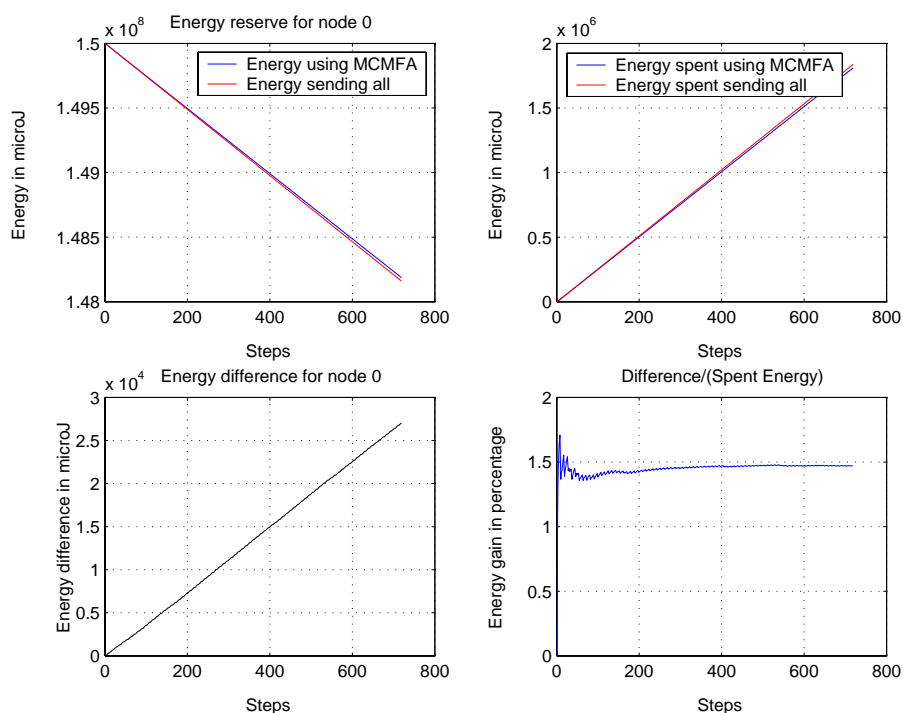 x 10^8
Energy reserve for node 0
1.5
1.495
1.49
1.485
1.48
Energy in microJ
Energy using MCMFA
Energy sending all
0
200
400
600
800
Steps
x 10^6
2
1.5
1
0.5
0
Energy in microJ
Energy spent using MCMFA
Energy spent sending all
0
200
400
600
800
Steps
x 10^4
Energy difference for node 0
3
2.5
2
1.5
1
0.5
0
Energy difference in microJ
0
200
400
600
800
Steps
Difference/(Spent Energy)
2
1.5
1
0.5
0
Energy gain in percentage
0
200
400
600
800
Steps